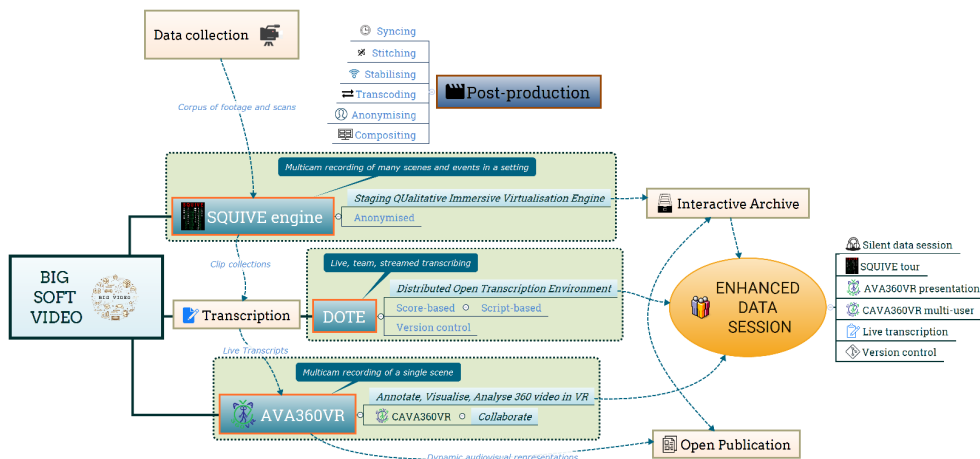 Data collection
Syncing
Stitching
Stabilising
Transcoding
Anonymising
Compositing
Post-production
Corpus of footage and scans
Multicam recording of many scenes and events in a setting
Staging QUalitative Immersive Virtualisation Engine
SQUIVE engine
Anonymised
Interactive Archive
Clip collections
BIG
SOFT
VIDEO
BIG VIDEO
Live, team, streamed transcribing
Distributed Open Transcription Environment
Transcription
DOTE
Score-based
Script-based
Version control
ENHANCED
DATA
SESSION
Silent data session
SQUIVE tour
AVA360VR presentation
CAVA360VR multi-user
Live transcription
Version control
Live Transcripts
Multicam recording of a single scene
Annotate, Visualise, Analyse 360 video in VR
AVA360VR
CAVA360VR
Collaborate
Open Publication
Dynamic audiovisual representations